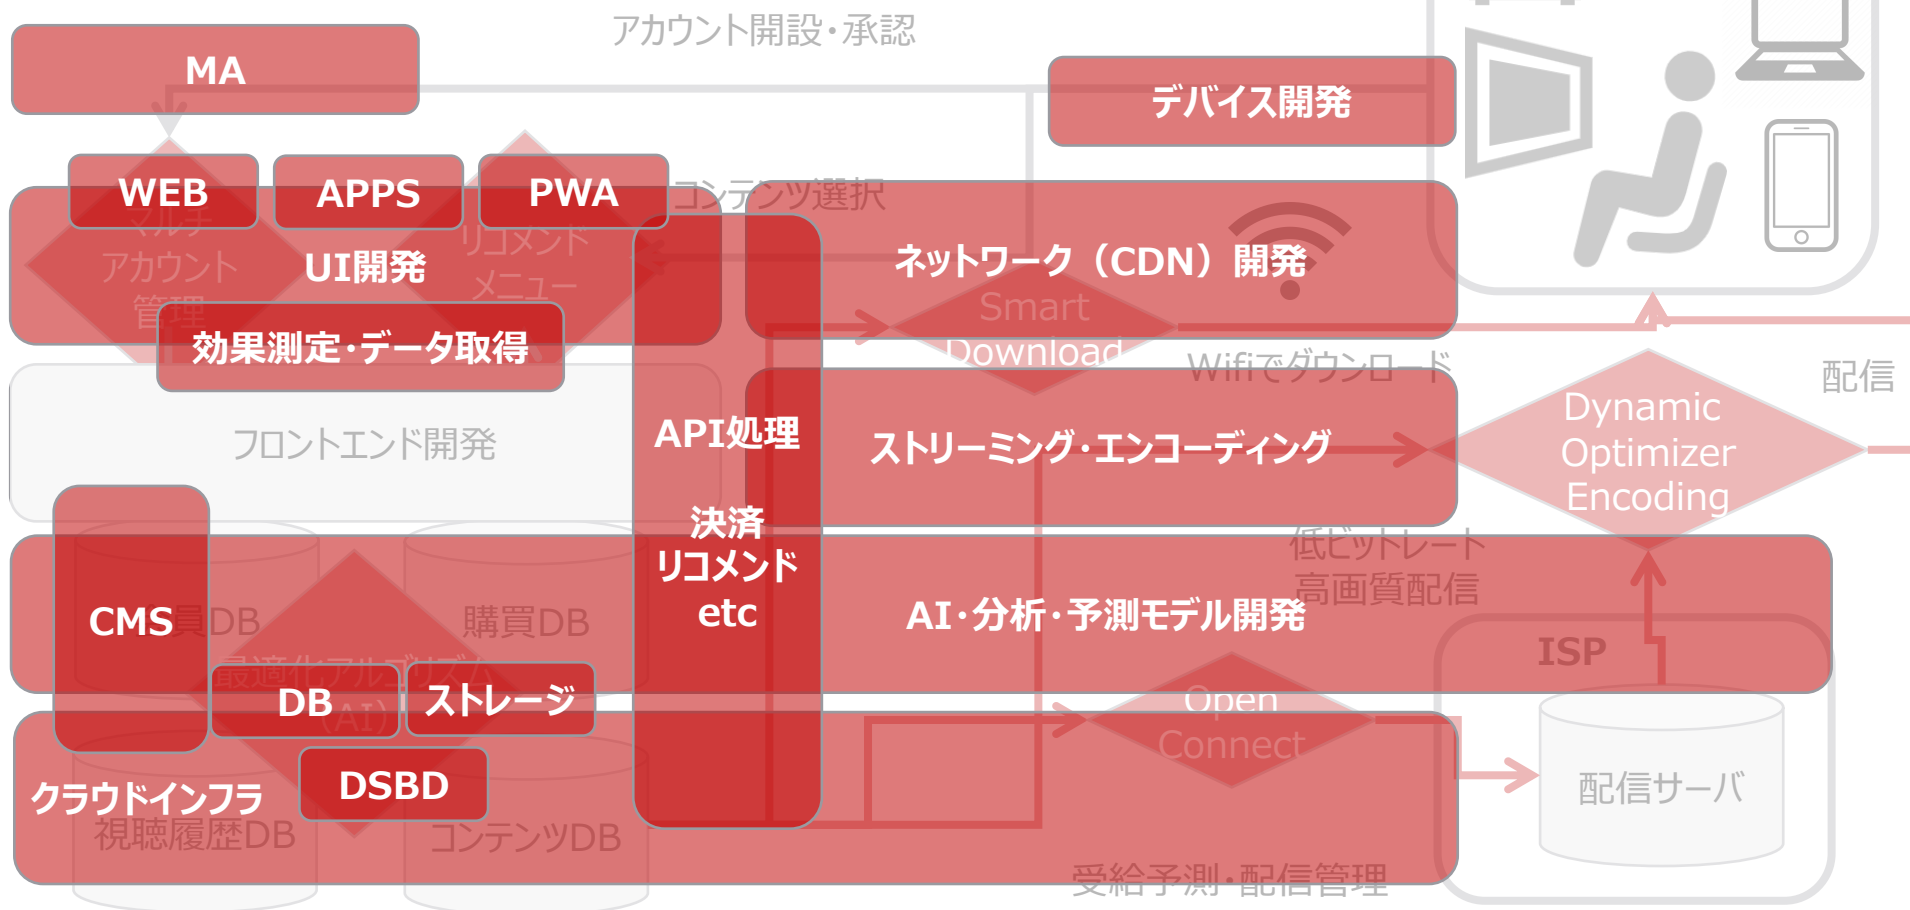 アカウント開設・承認
MA
デバイス開発
WEB
APPS
PWA
コンテンツ選択
マルチ
アカウント
管理
UI開発
リコメンド
メニュー
ネットワーク（CDN）開発
Smart
Download
効果測定・データ取得
Wifiでダウンロード
配信
フロントエンド開発
API処理
ストリーミング・エンコーディング
Dynamic
Optimizer
Encoding
決済
リコメンド
etc
低ビットレート
高画質配信
CMS
員DB
購買DB
AI・分析・予測モデル開発
ISP
最適化アルゴリズム
(AI)
DB
ストレージ
Open
Connect
クラウドインフラ
DSBD
配信サーバ
視聴履歴DB
コンテンツDB
受給予測・配信管理